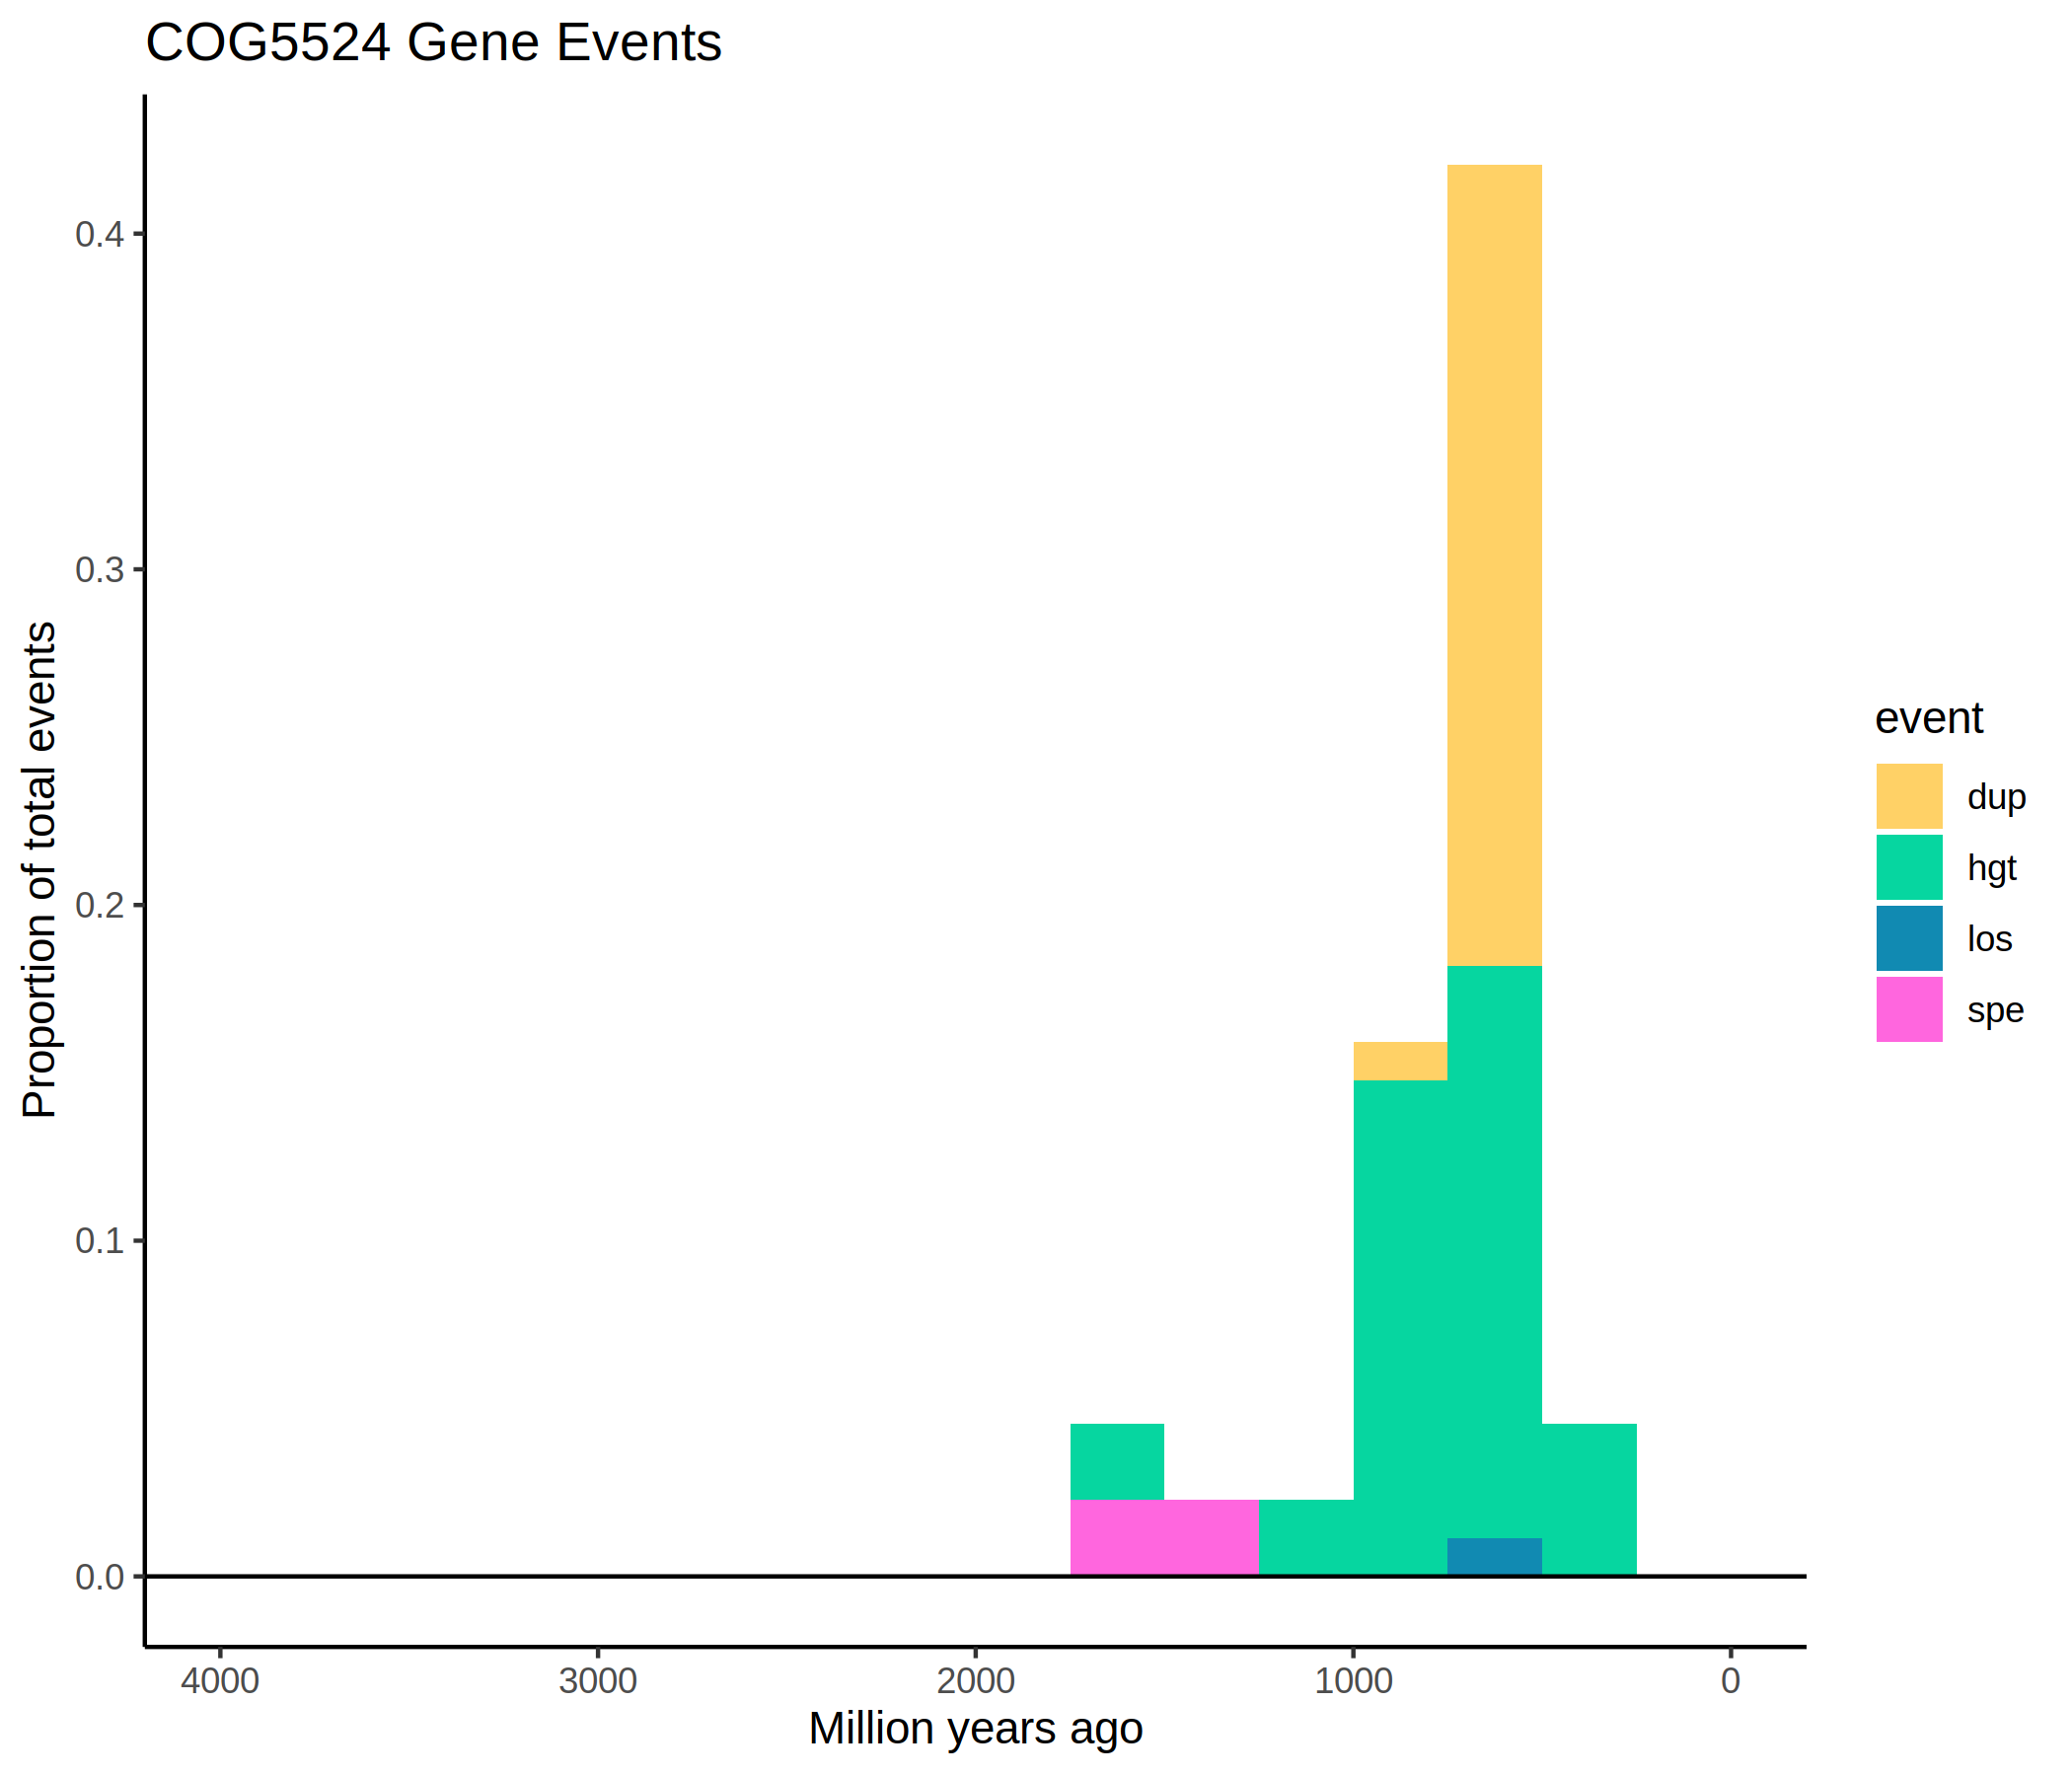 COG5524 Gene Events
Proportion of total events
0.4
0.3
0.2
0.1
0.0
4000 3000 2000 1000 0
Million years ago
event
dup
hgt
los
spe